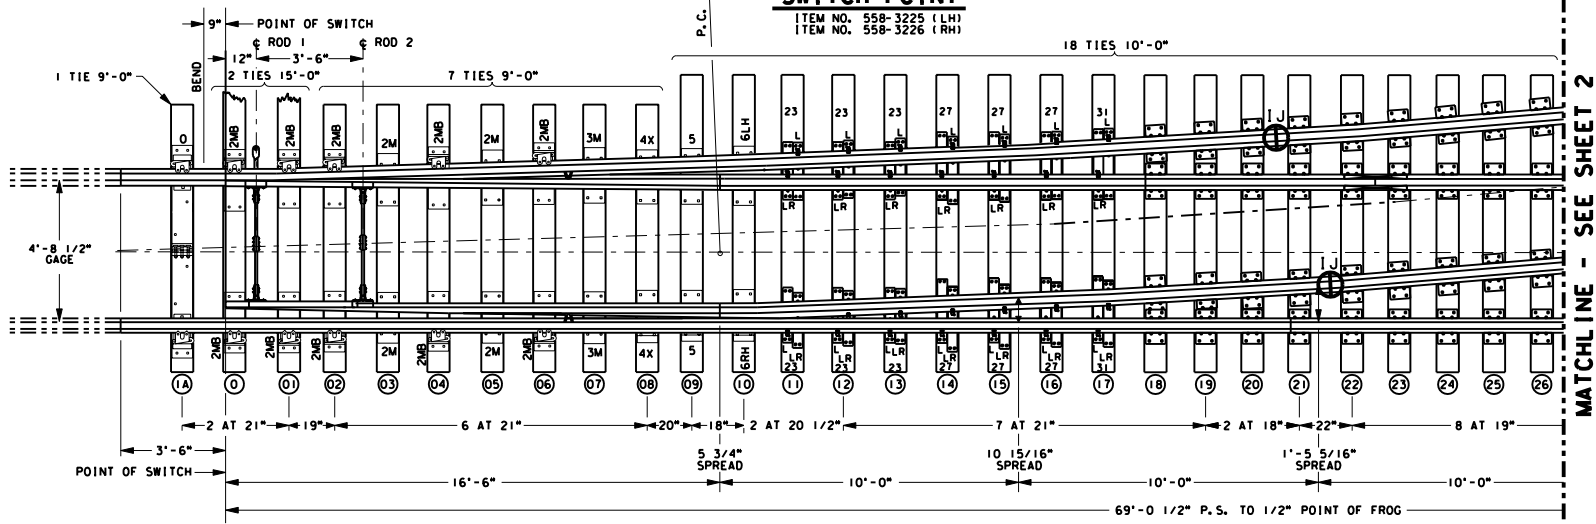 SWITCH POINT
ITEM NO. 558-3225 (LH)
ITEM NO. 558-3226 (RH)
9"
POINT OF SWITCH
P.C.
℄ ROD 1
℄ ROD 2
12"
3'-6"
18 TIES 10'-0"
1 TIE 9'-0"
BEND
2 TIES 15'-0"
7 TIES 9'-0"
0 2MB 2MB 2MB 2M 2MB 2M 2MB 3M 4X 5 6LH 23 23 23 27 27 27 31
L L L L L L L
IJ
LR LR LR LR LR LR LR
4'-8 1/2"
GAGE
IJ
2MB 2MB 2MB 2M 2MB 2M 2MB 3M 4X 5 6RH
L L L L L L L
LR LR LR LR LR LR LR
23 23 23 27 27 27 31
1A 0 01 02 03 04 05 06 07 08 09 10 11 12 13 14 15 16 17 18 19 20 21 22 23 24 25 26
2 AT 21" 19" 6 AT 21" 20" 18" 2 AT 20 1/2" 7 AT 21" 2 AT 18" 22" 8 AT 19"
3'-6"
5 3/4"
SPREAD
10 15/16"
SPREAD
1'-5 5/16"
SPREAD
POINT OF SWITCH
16'-6" 10'-0" 10'-0" 10'-0"
69'-0 1/2" P.S. TO 1/2" POINT OF FROG
MATCHLINE - SEE SHEET 2